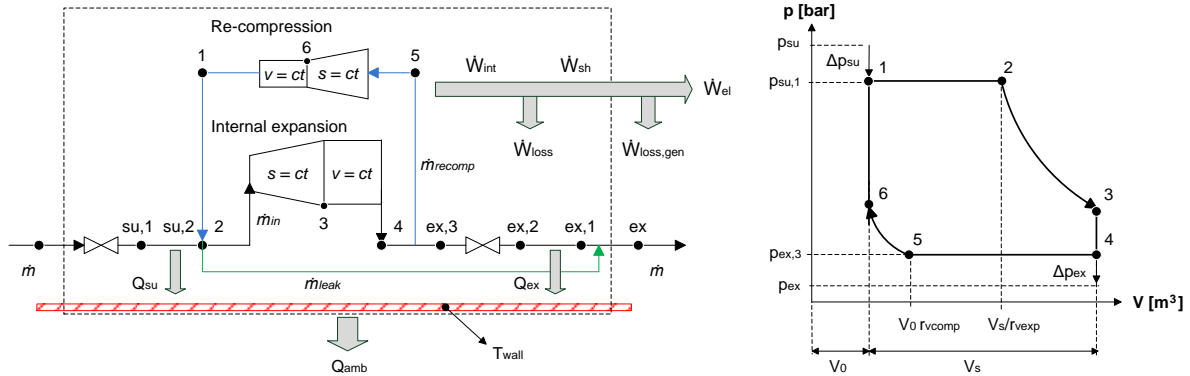 Re-compression
1
6
5
v = ct
s = ct
Ẇint
Ẇsh
Ẇel
Ẇloss
Ẇloss,gen
Internal expansion
ṁrecomp
s = ct
v = ct
ṁin
3
su,1
su,2
2
4
ex,3
ex,2
ex,1
ex
ṁ
ṁ
Qsu
ṁleak
Qex
Twall
Qamb
p [bar]
psu
Δpsu
psu,1
1
2
3
6
5
4
pex,3
Δpex
pex
V [m³]
V0 rvcomp
Vs/rvexp
V0
Vs